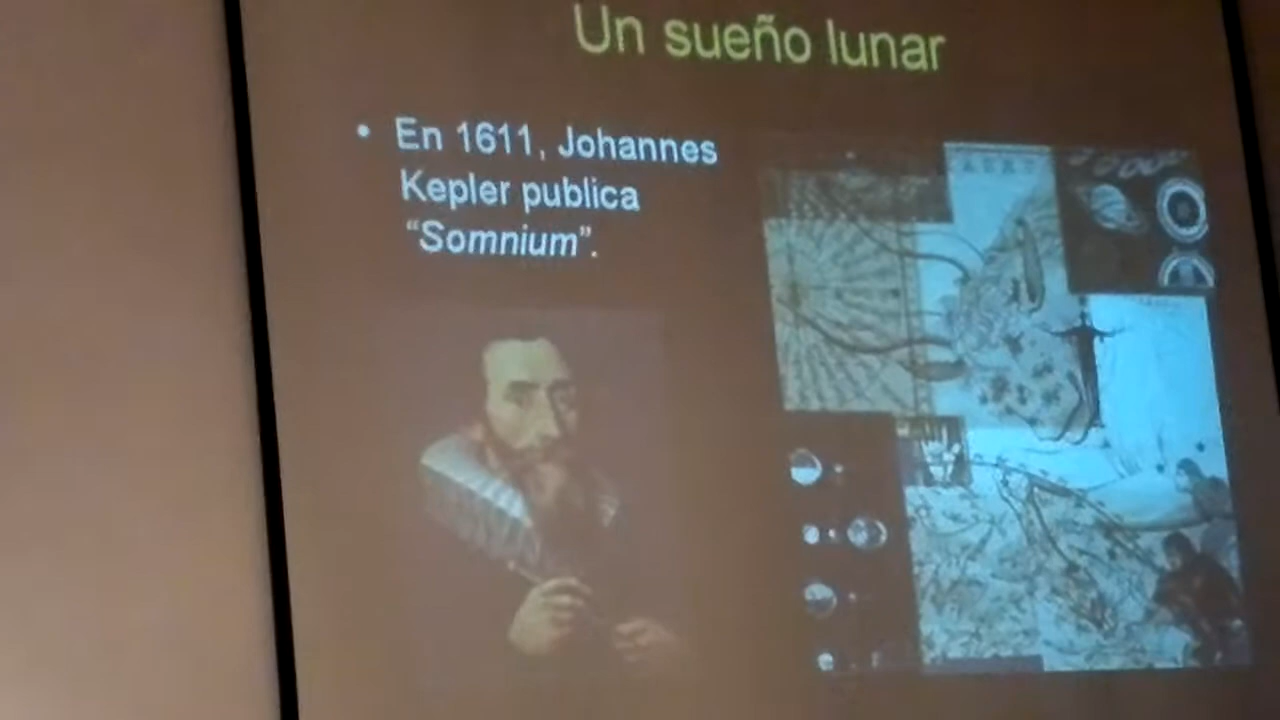 Un sueño lunar
• En 1611, Johannes
Kepler publica
“Somnium”.